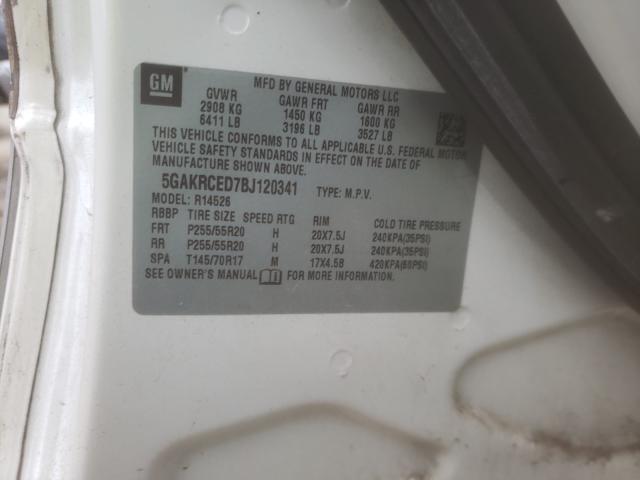 GM
MFD BY GENERAL MOTORS LLC
GVWR GAWR FRT GAWR RR
2908 KG 1450 KG 1600 KG
6411 LB 3196 LB 3527 LB
THIS VEHICLE CONFORMS TO ALL APPLICABLE U.S. FEDERAL MOTOR
VEHICLE SAFETY STANDARDS IN EFFECT ON THE DATE OF
MANUFACTURE SHOWN ABOVE.
5GAKRCED7BJ120341 TYPE: M.P.V.
MODEL: R14526
RBBP TIRE SIZE SPEED RTG RIM COLD TIRE PRESSURE
FRT P255/55R20 H 20X7.5J 240KPA(35PSI)
RR P255/55R20 H 20X7.5J 240KPA(35PSI)
SPA T145/70R17 M 17X4.5B 420KPA(60PSI)
SEE OWNER'S MANUAL FOR MORE INFORMATION.